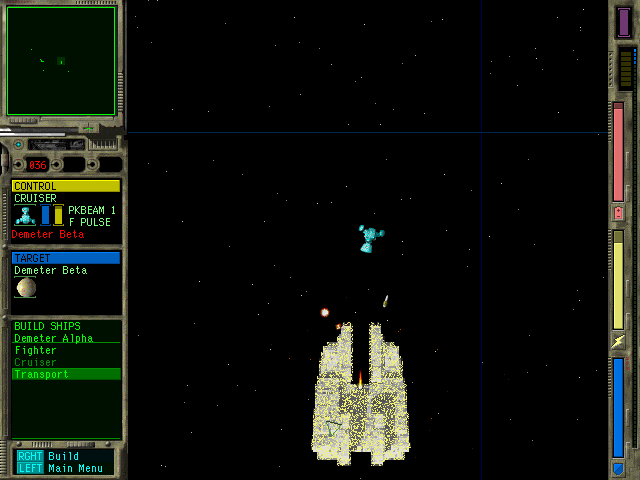 036
CONTROL
CRUISER
PKBEAM 1
F PULSE
Demeter Beta
TARGET
Demeter Beta
BUILD SHIPS
Demeter Alpha
Fighter
Cruiser
Transport
RGHT Build
LEFT Main Menu